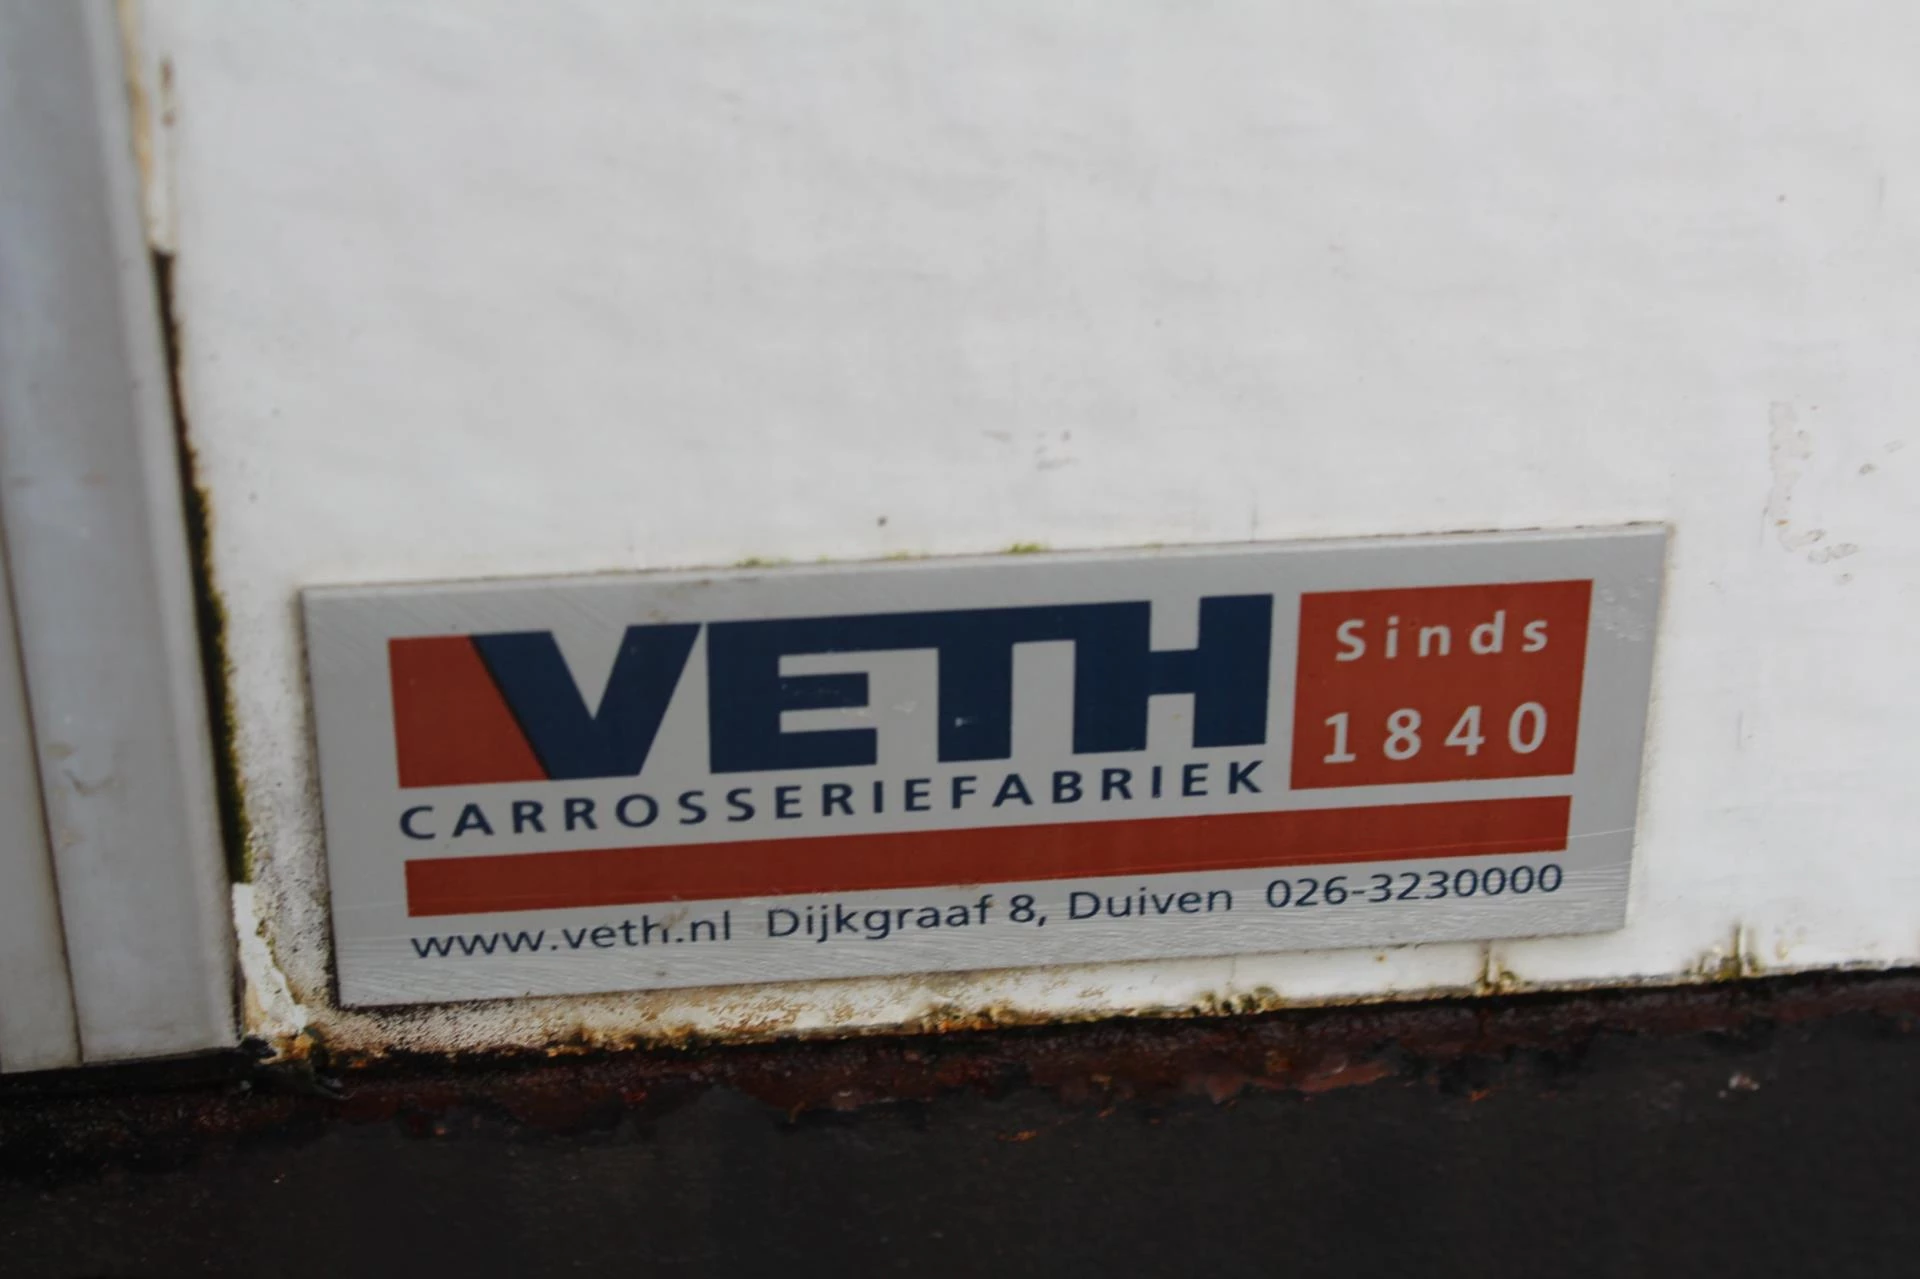 VETH
CARROSSERIEFABRIEK
Sinds
1840
www.veth.nl Dijkgraaf 8, Duiven 026-3230000